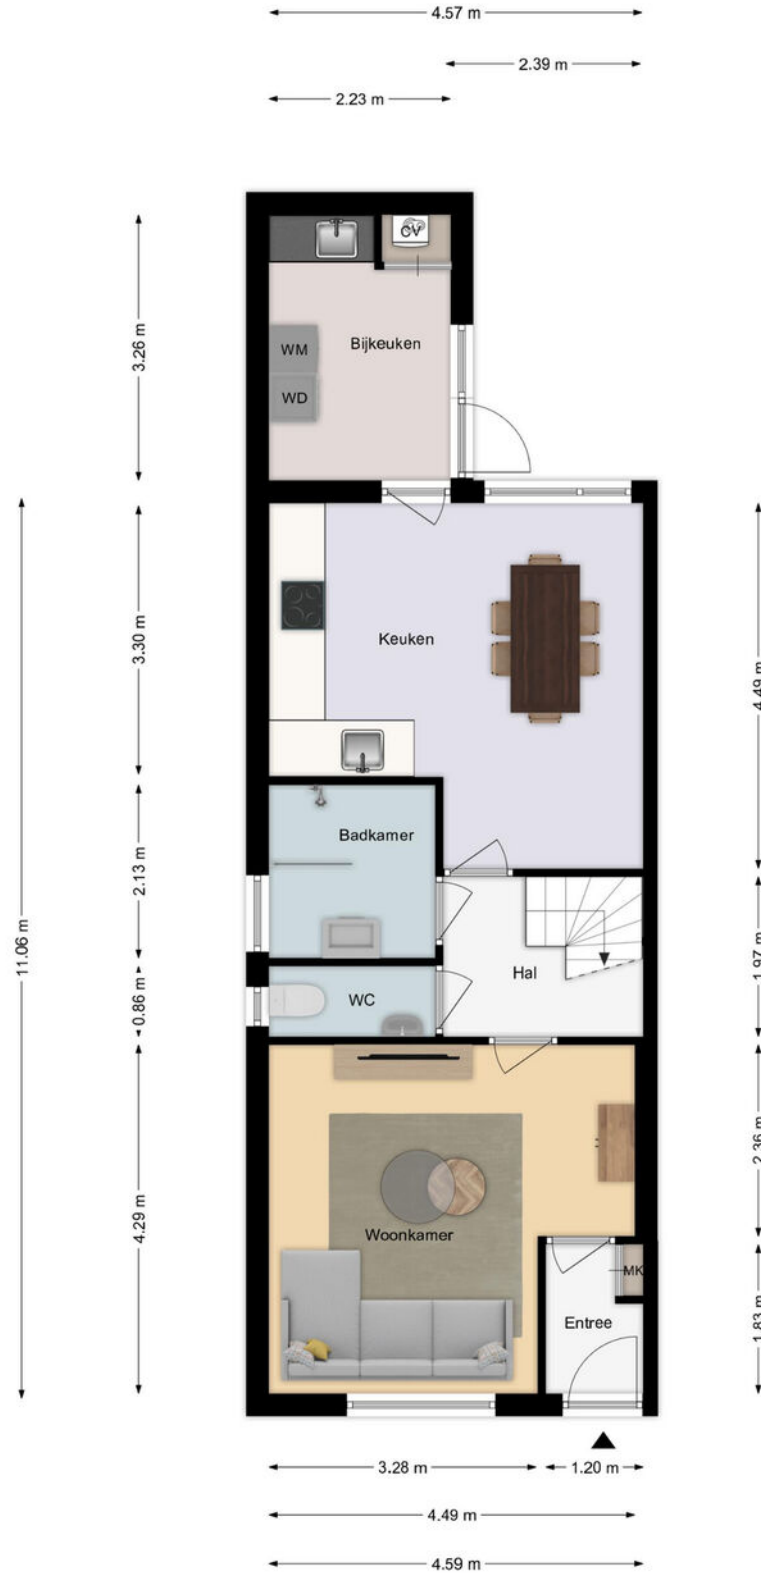 4.57 m
2.39 m
2.23 m
CV
3.26 m
WM
Bijkeuken
WD
3.30 m
Keuken
4.49 m
Badkamer
2.13 m
11.06 m
1.97 m
Hal
0.86 m
WC
2.36 m
4.29 m
Woonkamer
MK
Entree
1.83 m
3.28 m
1.20 m
4.49 m
4.59 m